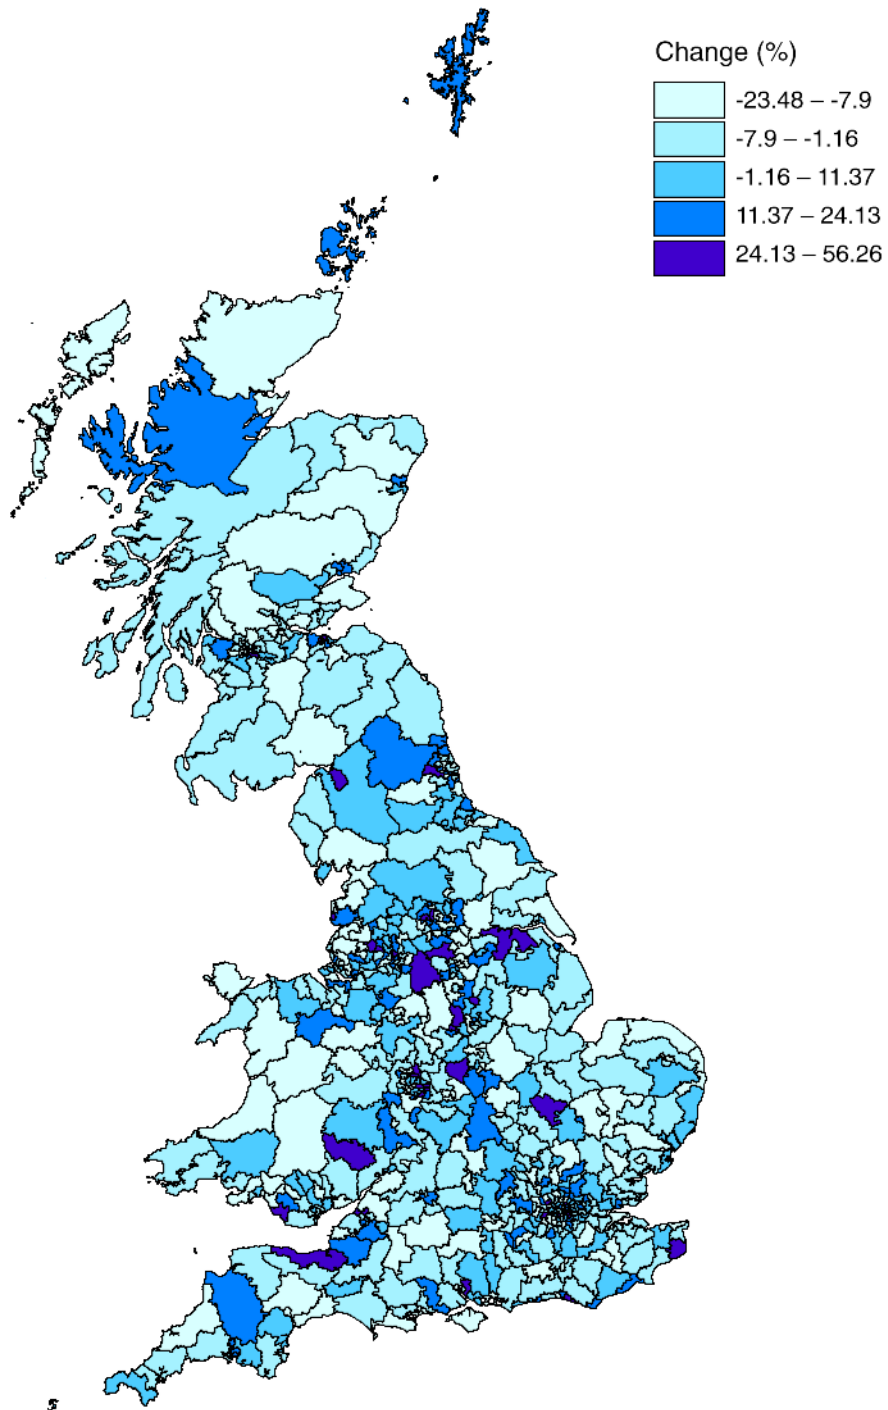 Change (%)
-23.48 – -7.9
-7.9 – -1.16
-1.16 – 11.37
11.37 – 24.13
24.13 – 56.26